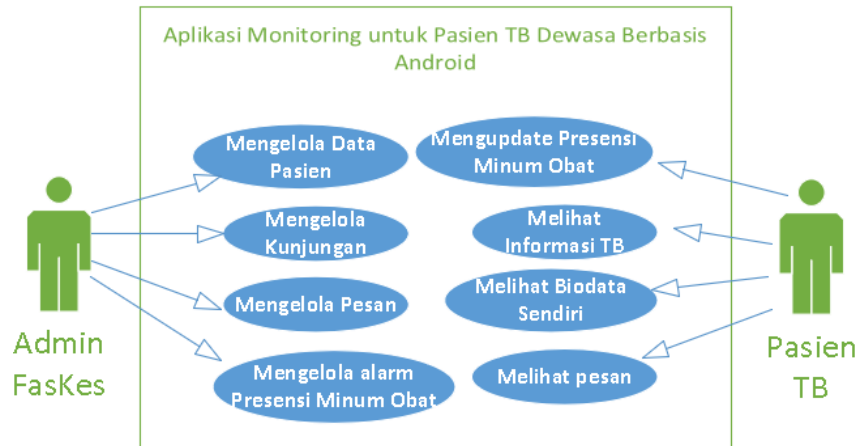 Aplikasi Monitoring untuk Pasien TB Dewasa Berbasis
Android
Mengelola Data
Pasien
Mengupdate Presensi
Minum Obat
Mengelola
Kunjungan
Melihat
Informasi TB
Mengelola Pesan
Melihat Biodata
Sendiri
Mengelola alarm
Presensi Minum Obat
Melihat pesan
Admin
FasKes
Pasien
TB